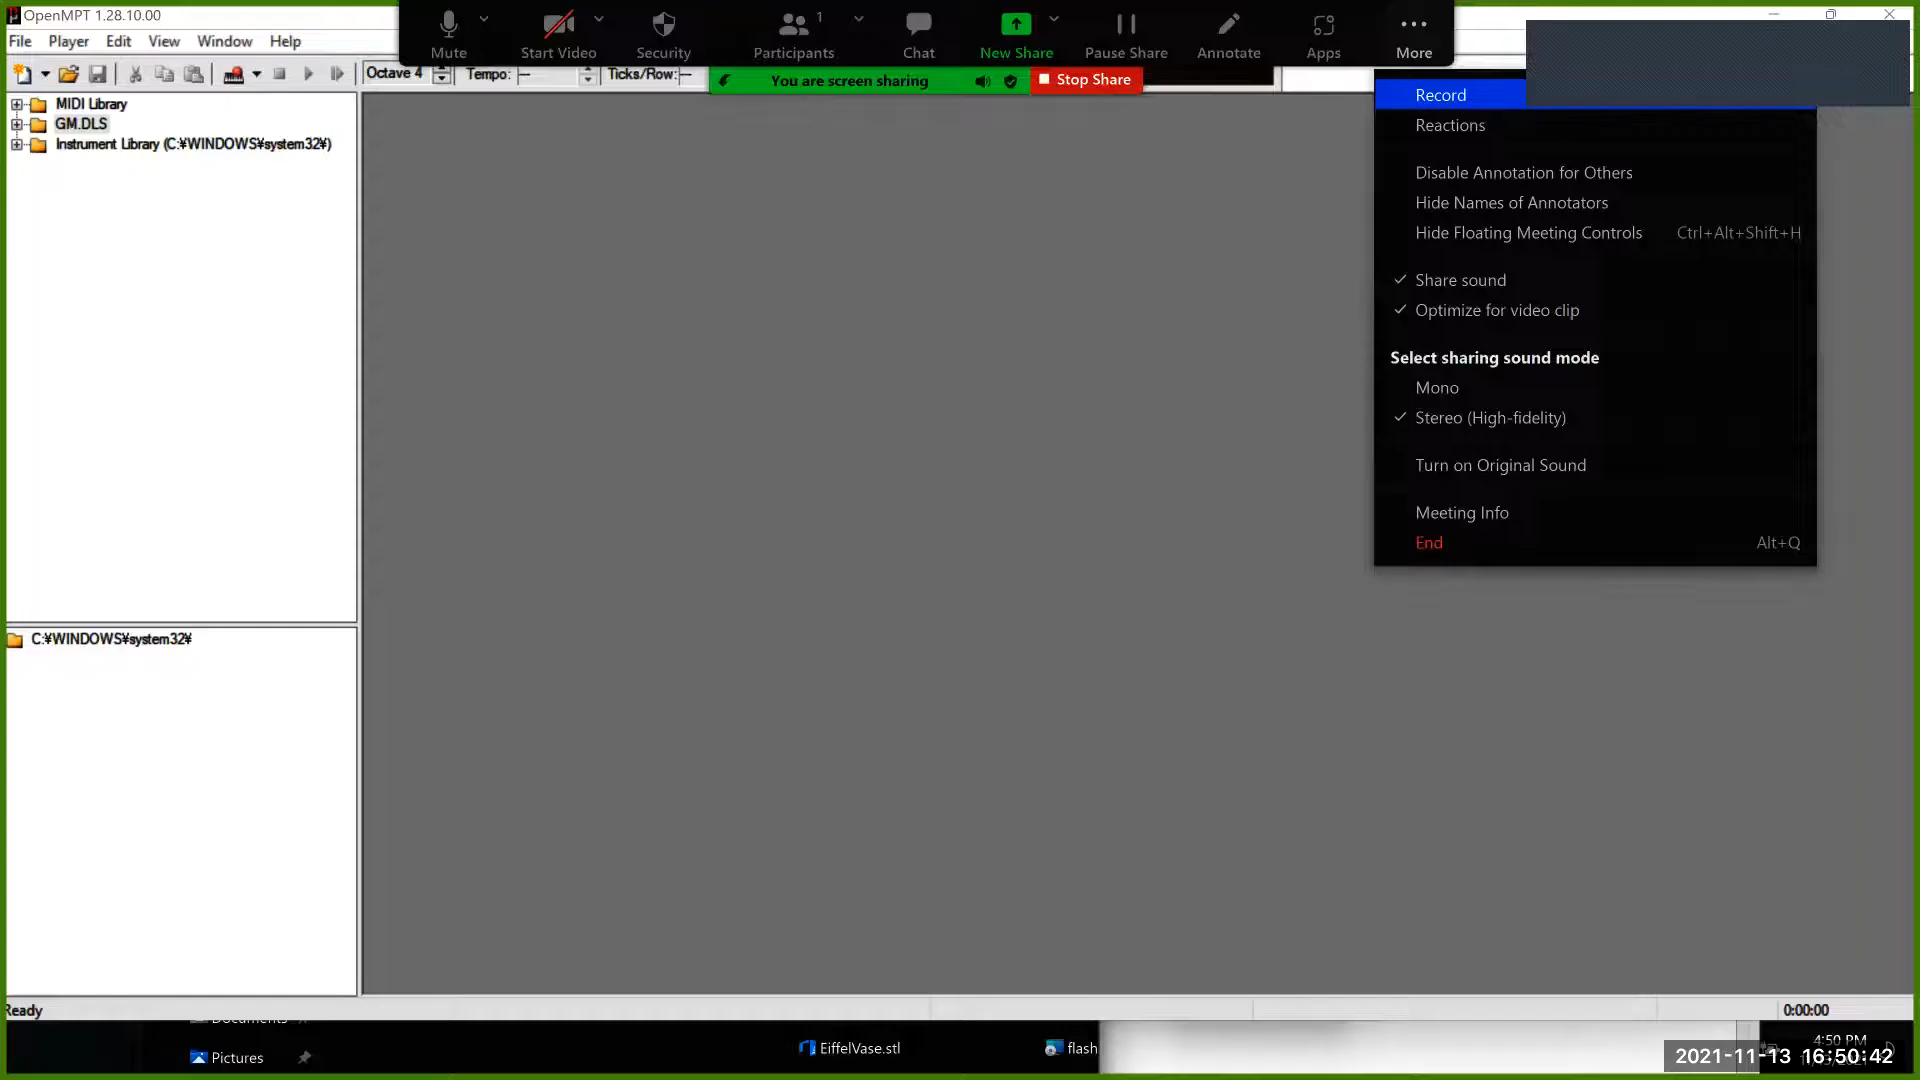 OpenMPT 1.28.10.00
File Player Edit View Window Help
Mute Start Video Security Participants 1 Chat New Share Pause Share Annotate Apps More
Octave 4 Tempo: -- Ticks/Row: --
You are screen sharing Stop Share
MIDI Library
GM.DLS
Instrument Library (C:¥WINDOWS¥system32¥)
Record
Reactions
Disable Annotation for Others
Hide Names of Annotators
Hide Floating Meeting Controls Ctrl+Alt+Shift+H
Share sound
Optimize for video clip
Select sharing sound mode
Mono
Stereo (High-fidelity)
Turn on Original Sound
Meeting Info
End Alt+Q
C:¥WINDOWS¥system32¥
Ready 0:00:00
Documents
Pictures
EiffelVase.stl
flash
4:50 PM
2021-11-13 16:50:42